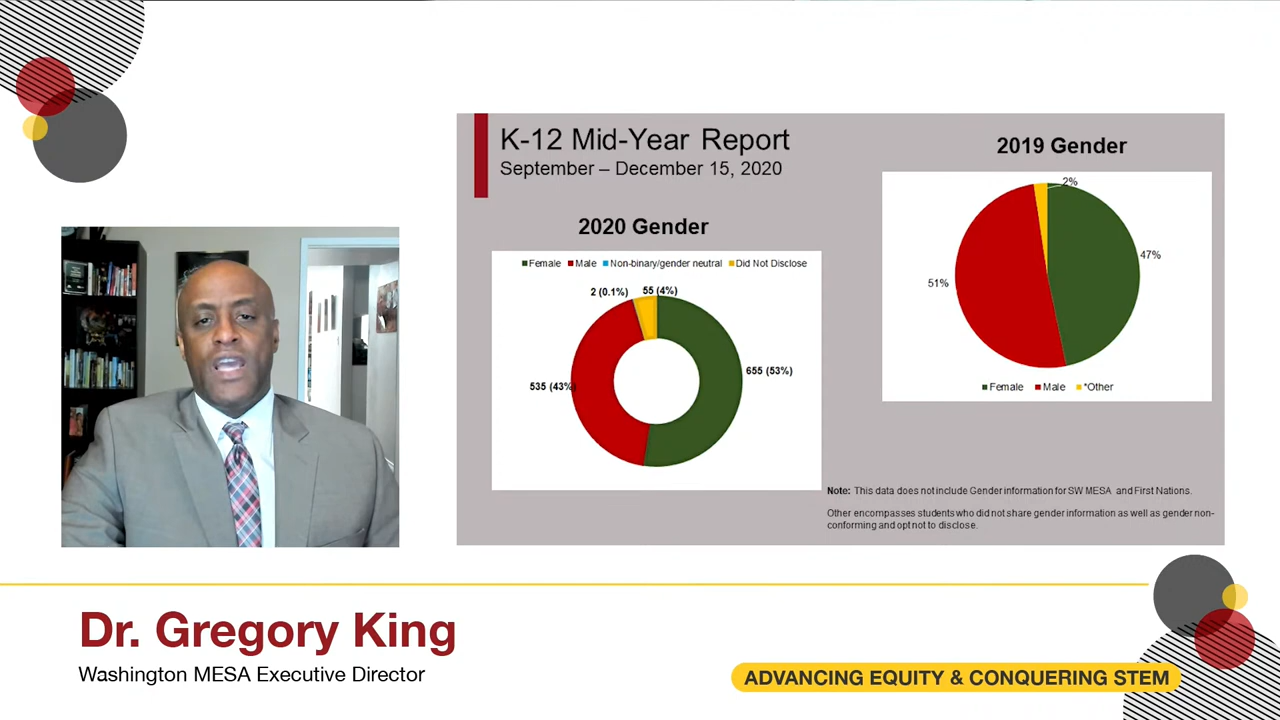 K-12 Mid-Year Report
September – December 15, 2020
2020 Gender
Female Male Non-binary/gender neutral Did Not Disclose
2 (0.1%) 55 (4%)
655 (53%)
535 (43%)
2019 Gender
2%
47%
51%
Female Male *Other
Note: This data does not include Gender information for SW MESA and First Nations.
Other encompasses students who did not share gender information as well as gender non-
conforming and opt not to disclose.
Dr. Gregory King
Washington MESA Executive Director
ADVANCING EQUITY & CONQUERING STEM